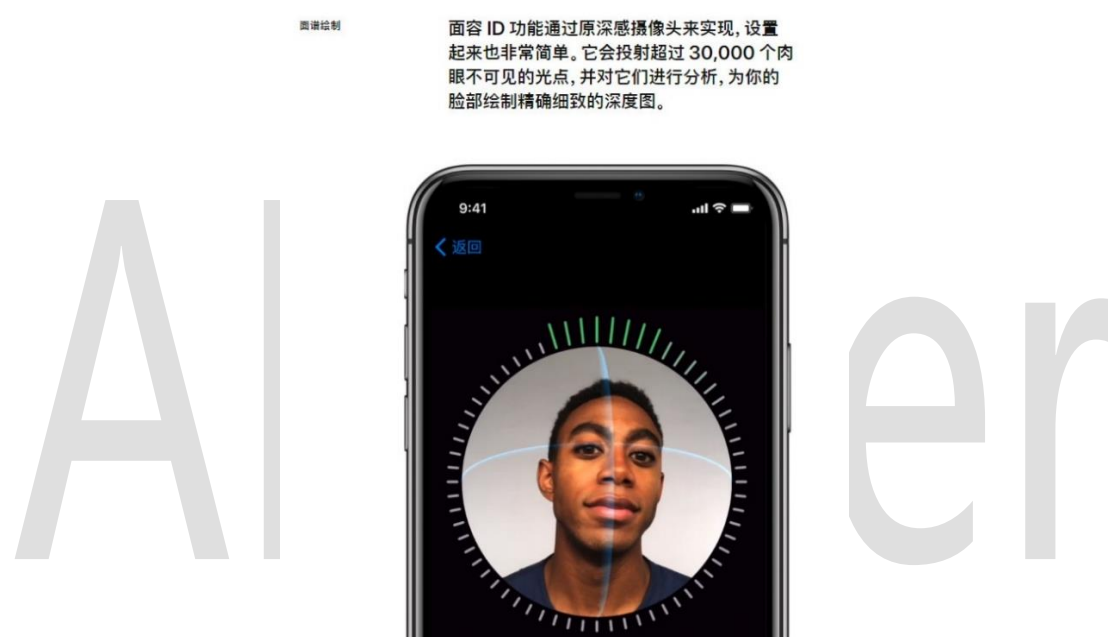 面谱绘制
面容 ID 功能通过原深感摄像头来实现，设置
起来也非常简单。它会投射超过 30,000 个肉
眼不可见的光点，并对它们进行分析，为你的
脸部绘制精确细致的深度图。
9:41
返回